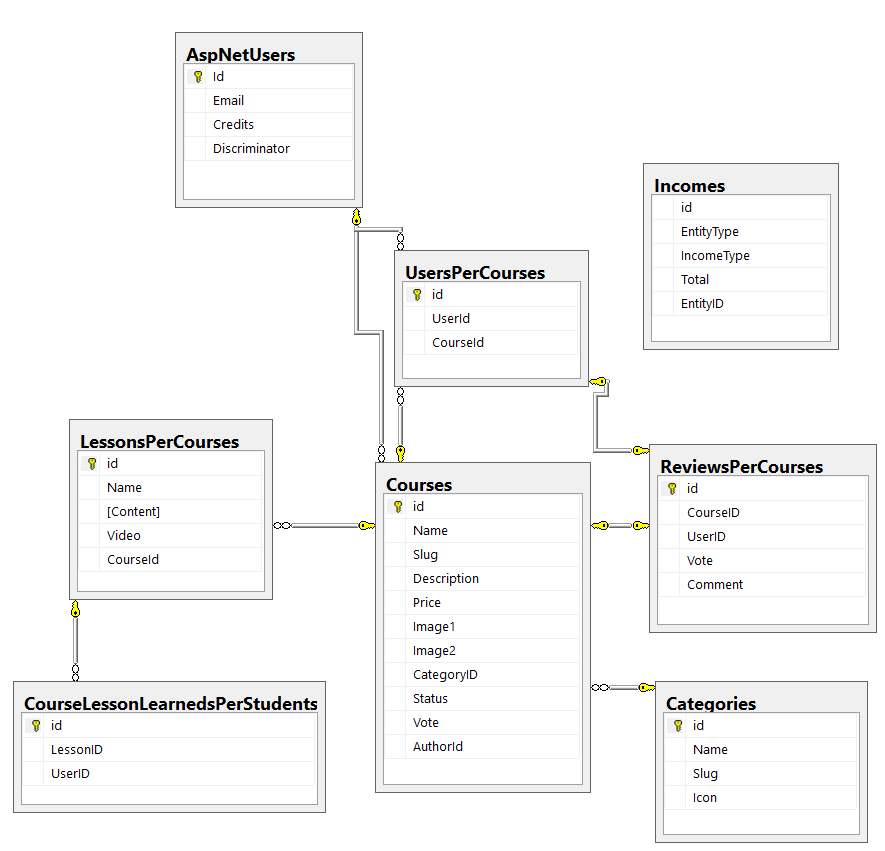 AspNetUsers
Id
Email
Credits
Discriminator
Incomes
id
EntityType
IncomeType
Total
EntityID
UsersPerCourses
id
UserId
CourseId
LessonsPerCourses
id
Name
[Content]
Video
CourseId
Courses
id
Name
Slug
Description
Price
Image1
Image2
CategoryID
Status
Vote
AuthorId
ReviewsPerCourses
id
CourseID
UserID
Vote
Comment
CourseLessonLearnedsPerStudents
id
LessonID
UserID
Categories
id
Name
Slug
Icon